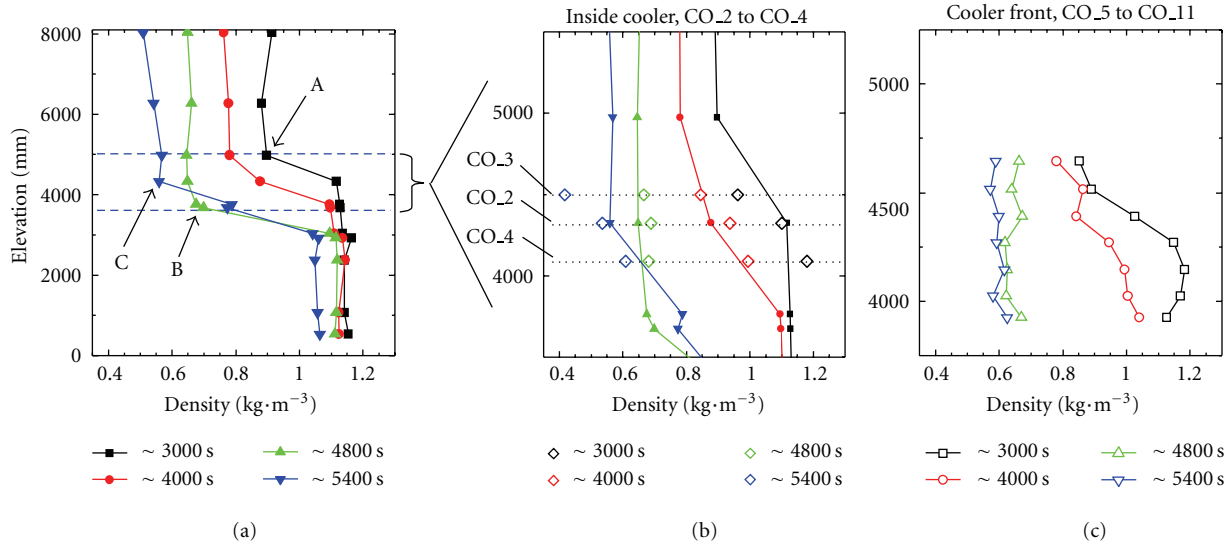 Inside cooler, CO_2 to CO_4
Cooler front, CO_5 to CO_11
8000
6000
4000
2000
0
Elevation (mm)
A
B
C
0.4 0.6 0.8 1 1.2
Density (kg·m−3)
∼ 3000 s
∼ 4000 s
∼ 4800 s
∼ 5400 s
(a)
5000
4000
CO_3
CO_2
CO_4
0.4 0.6 0.8 1 1.2
Density (kg·m−3)
∼ 3000 s
∼ 4000 s
∼ 4800 s
∼ 5400 s
(b)
5000
4500
4000
0.4 0.6 0.8 1 1.2
Density (kg·m−3)
∼ 3000 s
∼ 4000 s
∼ 4800 s
∼ 5400 s
(c)